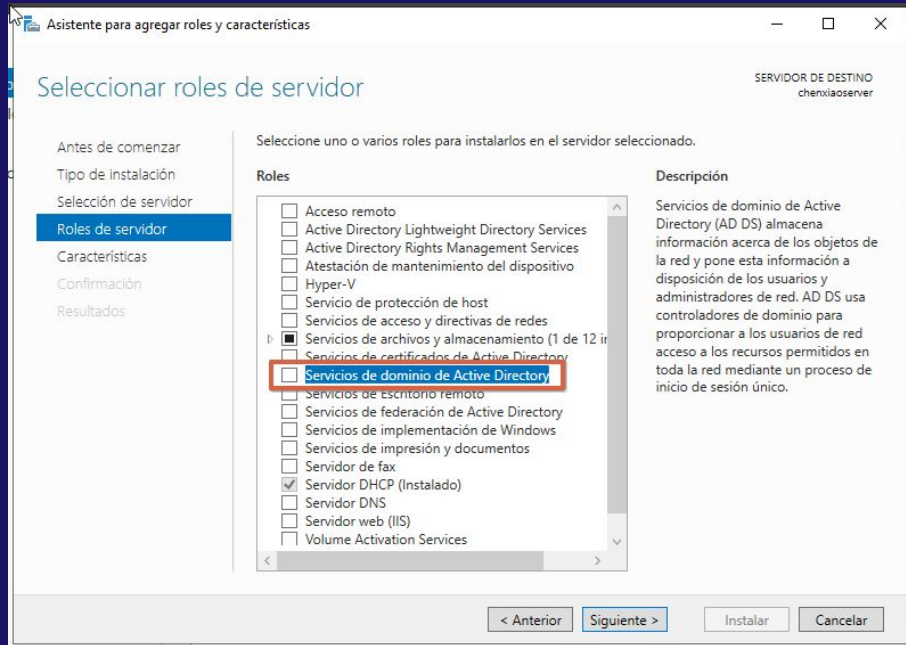 Asistente para agregar roles y características
Seleccionar roles de servidor
SERVIDOR DE DESTINO
chenxiaoserver
Antes de comenzar
Tipo de instalación
Selección de servidor
Roles de servidor
Características
Confirmación
Resultados
Seleccione uno o varios roles para instalarlos en el servidor seleccionado.
Roles
Acceso remoto
Active Directory Lightweight Directory Services
Active Directory Rights Management Services
Atestación de mantenimiento del dispositivo
Hyper-V
Servicio de protección de host
Servicios de acceso y directivas de redes
Servicios de archivos y almacenamiento (1 de 12 in
Servicios de certificados de Active Directory
Servicios de dominio de Active Directory
Servicios de Escritorio remoto
Servicios de federación de Active Directory
Servicios de implementación de Windows
Servicios de impresión y documentos
Servidor de fax
Servidor DHCP (Instalado)
Servidor DNS
Servidor web (IIS)
Volume Activation Services
Descripción
Servicios de dominio de Active
Directory (AD DS) almacena
información acerca de los objetos de
la red y pone esta información a
disposición de los usuarios y
administradores de red. AD DS usa
controladores de dominio para
proporcionar a los usuarios de red
acceso a los recursos permitidos en
toda la red mediante un proceso de
inicio de sesión único.
< Anterior
Siguiente >
Instalar
Cancelar